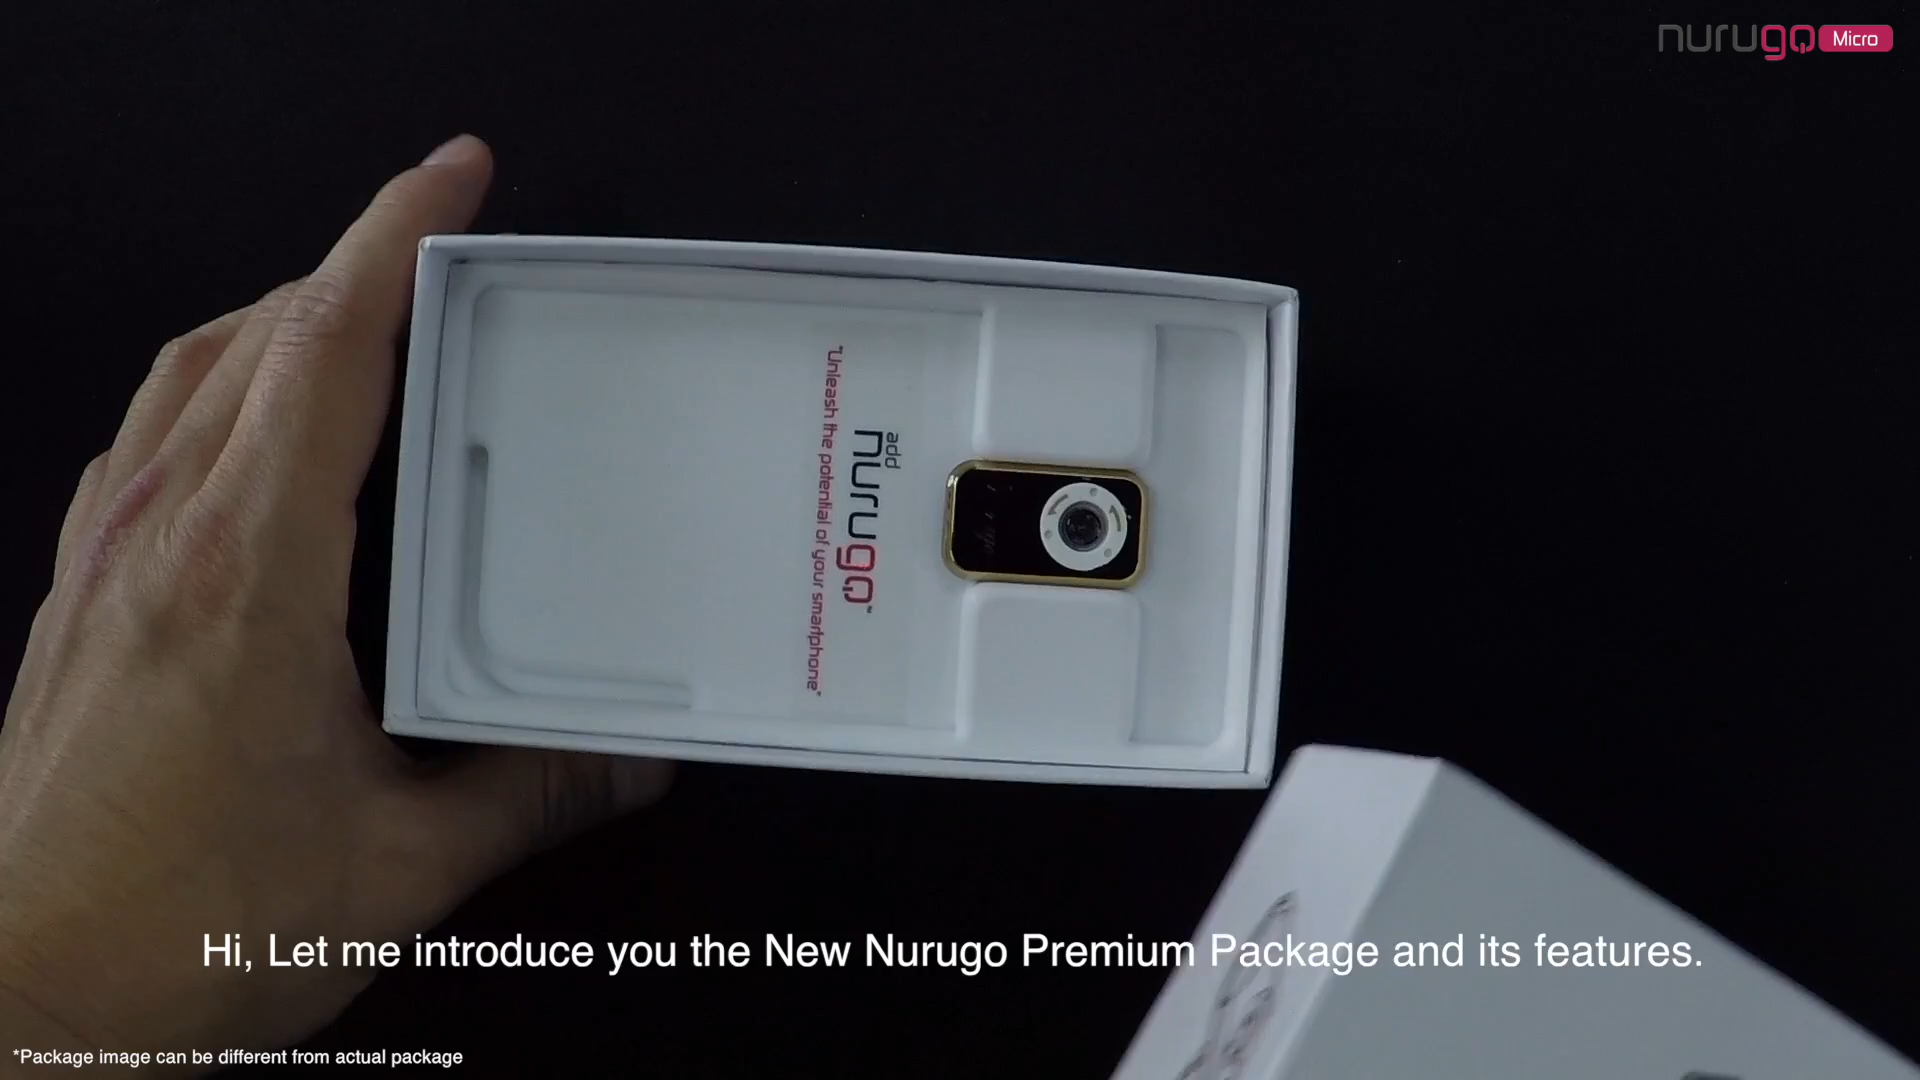 nurugo Micro
add
nurugo™
"Unleash the potential of your smartphone"
Hi, Let me introduce you the New Nurugo Premium Package and its features.
*Package image can be different from actual package